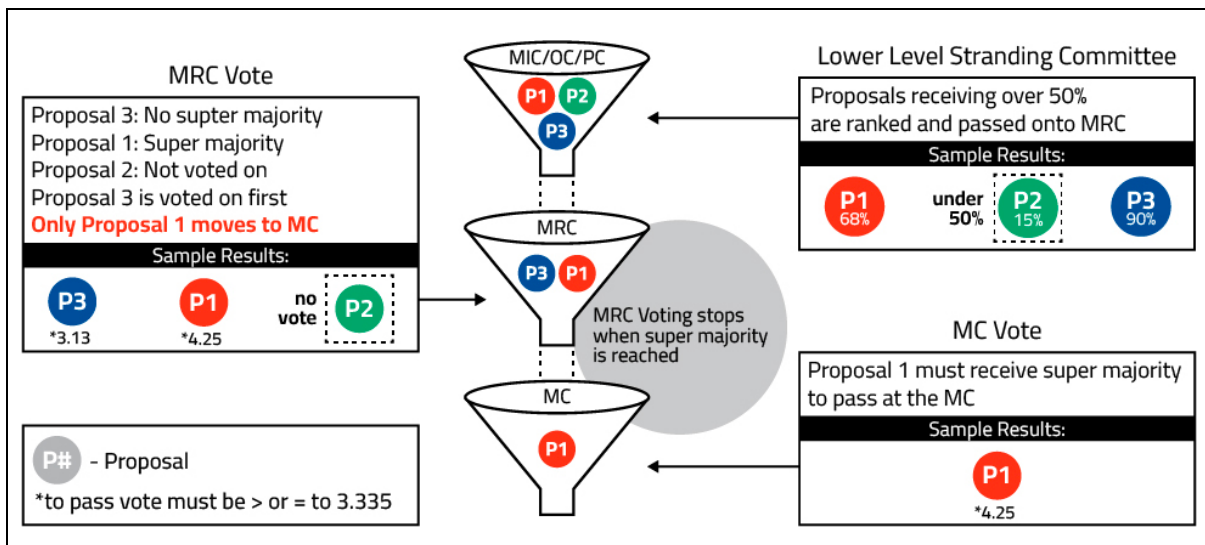 MRC Vote
Proposal 3: No supter majority
Proposal 1: Super majority
Proposal 2: Not voted on
Proposal 3 is voted on first
Only Proposal 1 moves to MC
Sample Results:
P3
*3.13
P1
*4.25
no
vote
P2
P# - Proposal
*to pass vote must be > or = to 3.335
MIC/OC/PC
P1
P2
P3
MRC
P3
P1
MRC Voting stops
when super majority
is reached
MC
P1
Lower Level Stranding Committee
Proposals receiving over 50%
are ranked and passed onto MRC
Sample Results:
P1
68%
under
50%
P2
15%
P3
90%
MC Vote
Proposal 1 must receive super majority
to pass at the MC
Sample Results:
P1
*4.25